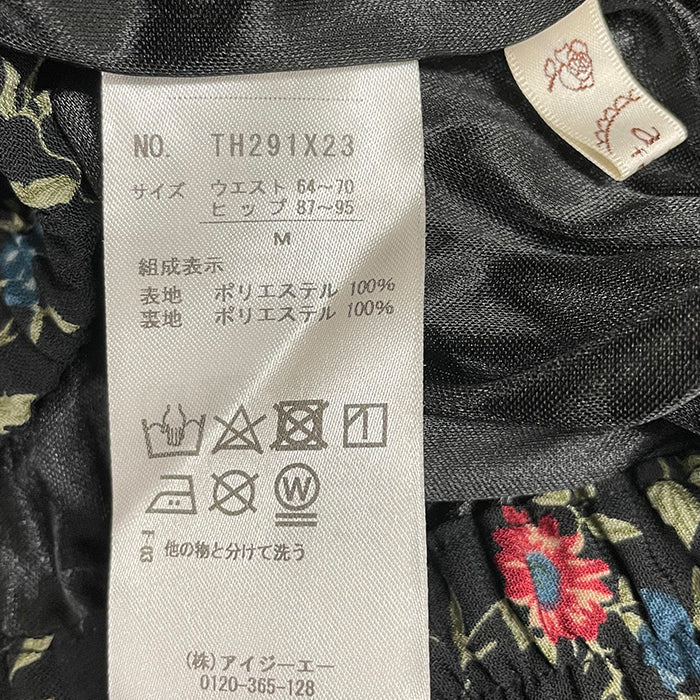 NO. TH291X23
サイズ ウエスト 64～70
ヒップ 87～95
M
組成表示
表地 ポリエステル 100%
裏地 ポリエステル 100%
W
他の物と分けて洗う
(株)アイジーエー
0120-365-128